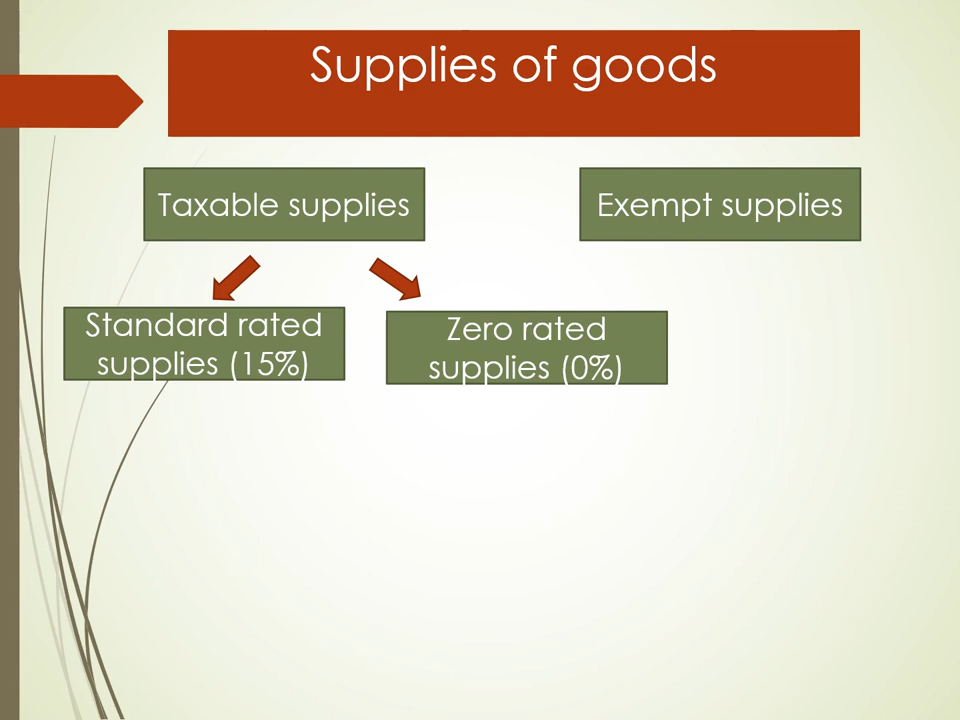 Supplies of goods
Taxable supplies
Exempt supplies
Standard rated
supplies (15%)
Zero rated
supplies (0%)